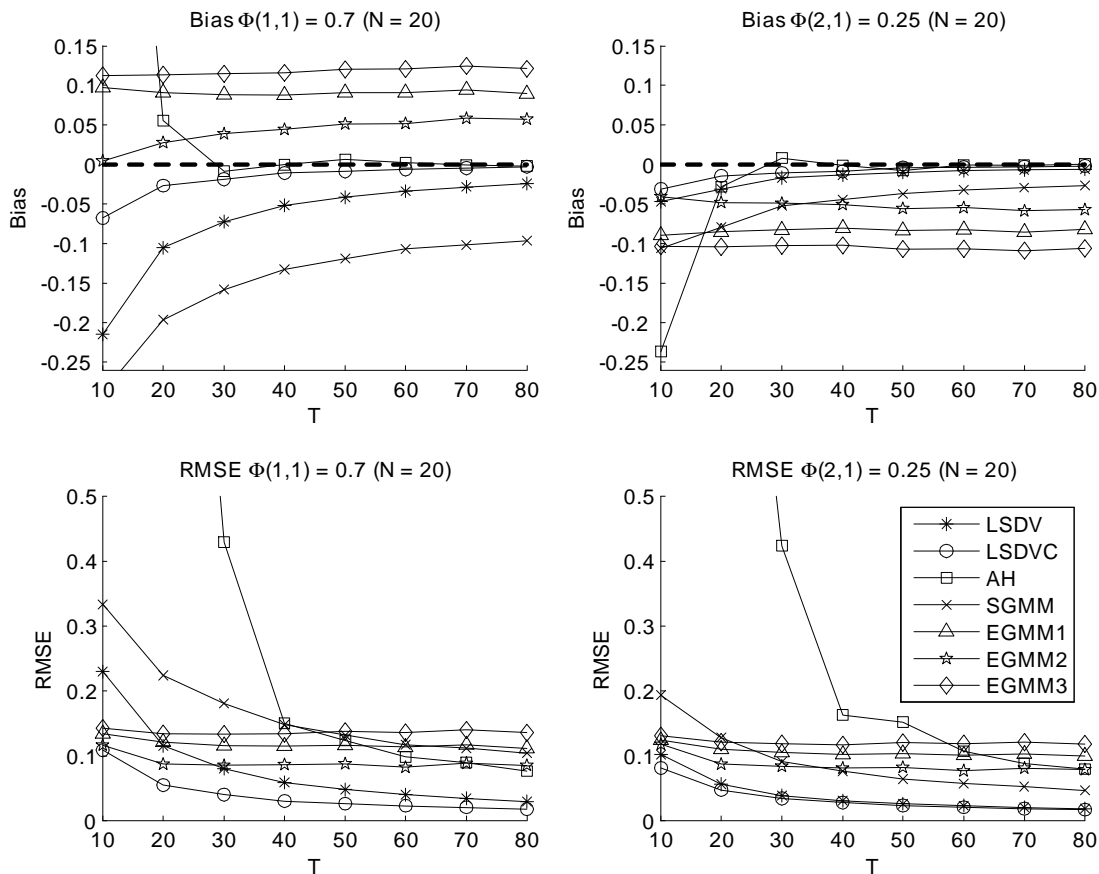 Bias Φ(1,1) = 0.7 (N = 20)
0.15
0.1
0.05
0
-0.05
-0.1
-0.15
-0.2
-0.25
Bias
10 20 30 40 50 60 70 80
T
Bias Φ(2,1) = 0.25 (N = 20)
0.15
0.1
0.05
0
-0.05
-0.1
-0.15
-0.2
-0.25
Bias
10 20 30 40 50 60 70 80
T
RMSE Φ(1,1) = 0.7 (N = 20)
0.5
0.4
0.3
0.2
0.1
0
RMSE
10 20 30 40 50 60 70 80
T
RMSE Φ(2,1) = 0.25 (N = 20)
0.5
0.4
0.3
0.2
0.1
0
RMSE
10 20 30 40 50 60 70 80
T
LSDV
LSDVC
AH
SGMM
EGMM1
EGMM2
EGMM3